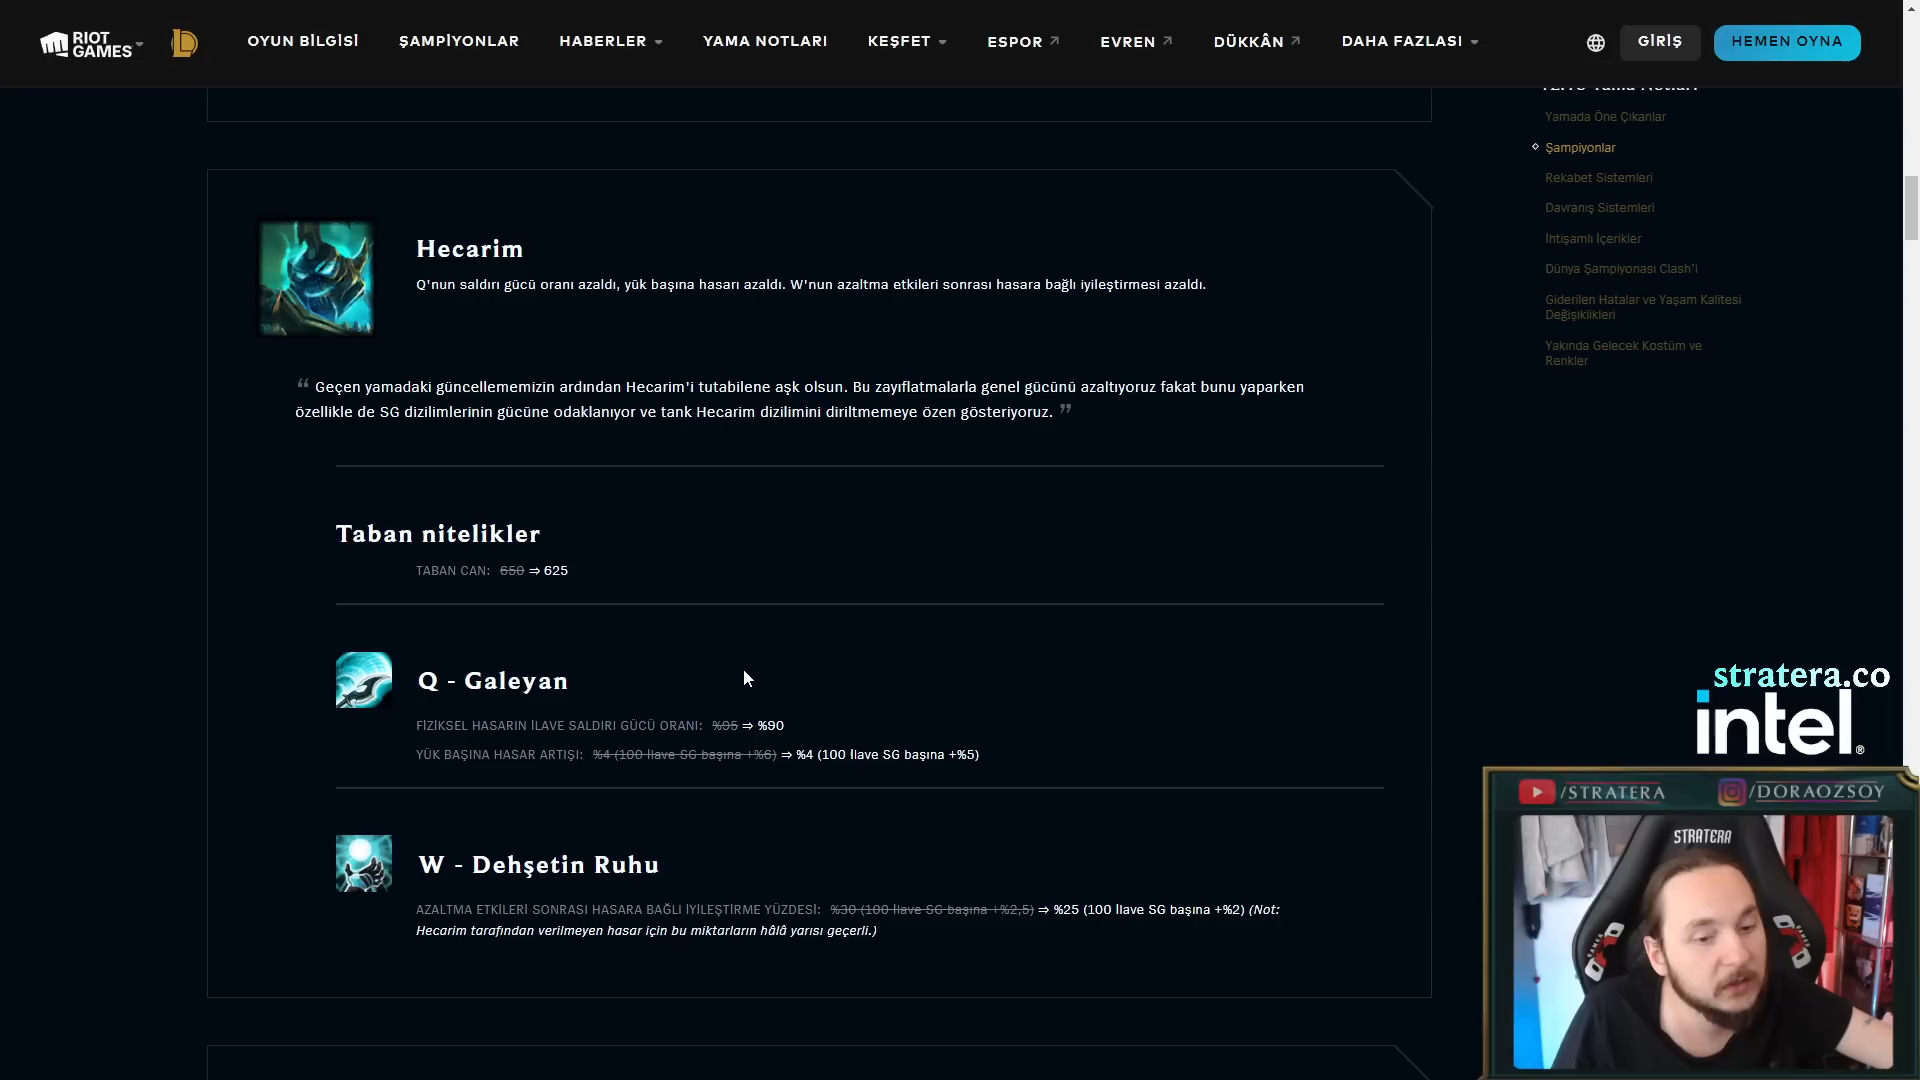 RIOT
GAMES
OYUN BİLGİSİ
ŞAMPİYONLAR
HABERLER
YAMA NOTLARI
KEŞFET
ESPOR
EVREN
DÜKKÂN
DAHA FAZLASI
GİRİŞ
HEMEN OYNA
Yama Notları
Yamada Öne Çıkanlar
Şampiyonlar
Rekabet Sistemleri
Davranış Sistemleri
İhtişamlı İçerikler
Dünya Şampiyonası Clash'i
Giderilen Hatalar ve Yaşam Kalitesi
Değişiklikleri
Yakında Gelecek Kostüm ve
Renkler
Hecarim
Q'nun saldırı gücü oranı azaldı, yük başına hasarı azaldı. W'nun azaltma etkileri sonrası hasara bağlı iyileştirmesi azaldı.
“ Geçen yamadaki güncellememizin ardından Hecarim'i tutabilene aşk olsun. Bu zayıflatmalarla genel gücünü azaltıyoruz fakat bunu yaparken
özellikle de SG dizilimlerinin gücüne odaklanıyor ve tank Hecarim dizilimini diriltmemeye özen gösteriyoruz. ”
Taban nitelikler
TABAN CAN: 650 ⇒ 625
Q - Galeyan
FİZİKSEL HASARIN İLAVE SALDIRI GÜCÜ ORANI: %95 ⇒ %90
YÜK BAŞINA HASAR ARTIŞI: %4 (100 İlave SG başına +%6) ⇒ %4 (100 İlave SG başına +%5)
W - Dehşetin Ruhu
AZALTMA ETKİLERİ SONRASI HASARA BAĞLI İYİLEŞTİRME YÜZDESİ: %30 (100 İlave SG başına +%2,5) ⇒ %25 (100 İlave SG başına +%2) (Not:
Hecarim tarafından verilmeyen hasar için bu miktarların hâlâ yarısı geçerli.)
stratera.co
intel®
/STRATERA
/DORAOZSOY
STRATERA